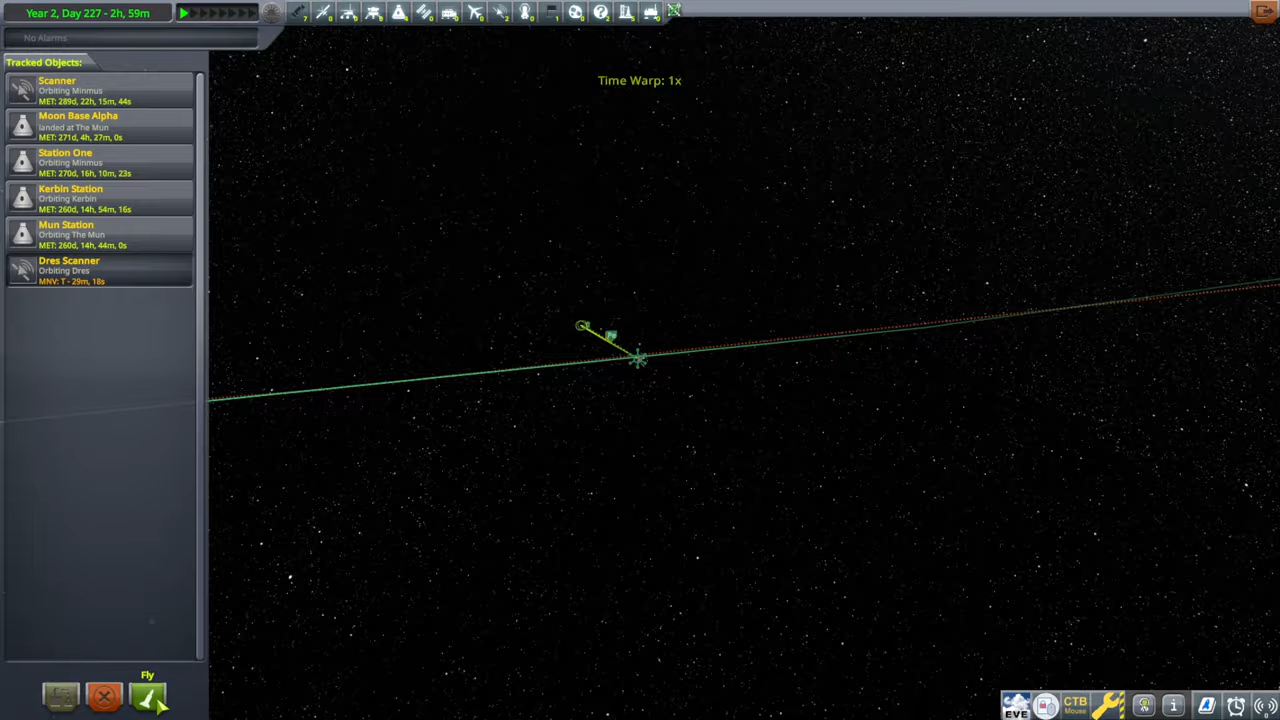 Year 2, Day 227 - 2h, 59m
No Alarms
Tracked Objects:
Time Warp: 1x
Scanner
Orbiting Minmus
MET: 289d, 22h, 15m, 44s
Moon Base Alpha
landed at The Mun
MET: 271d, 4h, 27m, 0s
Station One
Orbiting Minmus
MET: 270d, 16h, 10m, 23s
Kerbin Station
Orbiting Kerbin
MET: 260d, 14h, 54m, 16s
Mun Station
Orbiting The Mun
MET: 260d, 14h, 44m, 0s
Dres Scanner
Orbiting Dres
MNV: T - 29m, 18s
Pe
Fly
EVE
CTB
Mouse